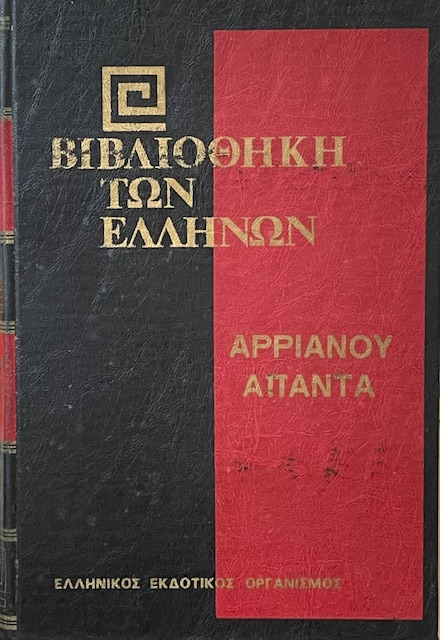 ΒΙΒΛΙΟΘΗΚΗ
ΤΩΝ
ΕΛΛΗΝΩΝ
ΑΡΡΙΑΝΟΥ
ΑΠΑΝΤΑ
ΕΛΛΗΝΙΚΟΣ ΕΚΔΟΤΙΚΟΣ ΟΡΓΑΝΙΣΜΟΣ